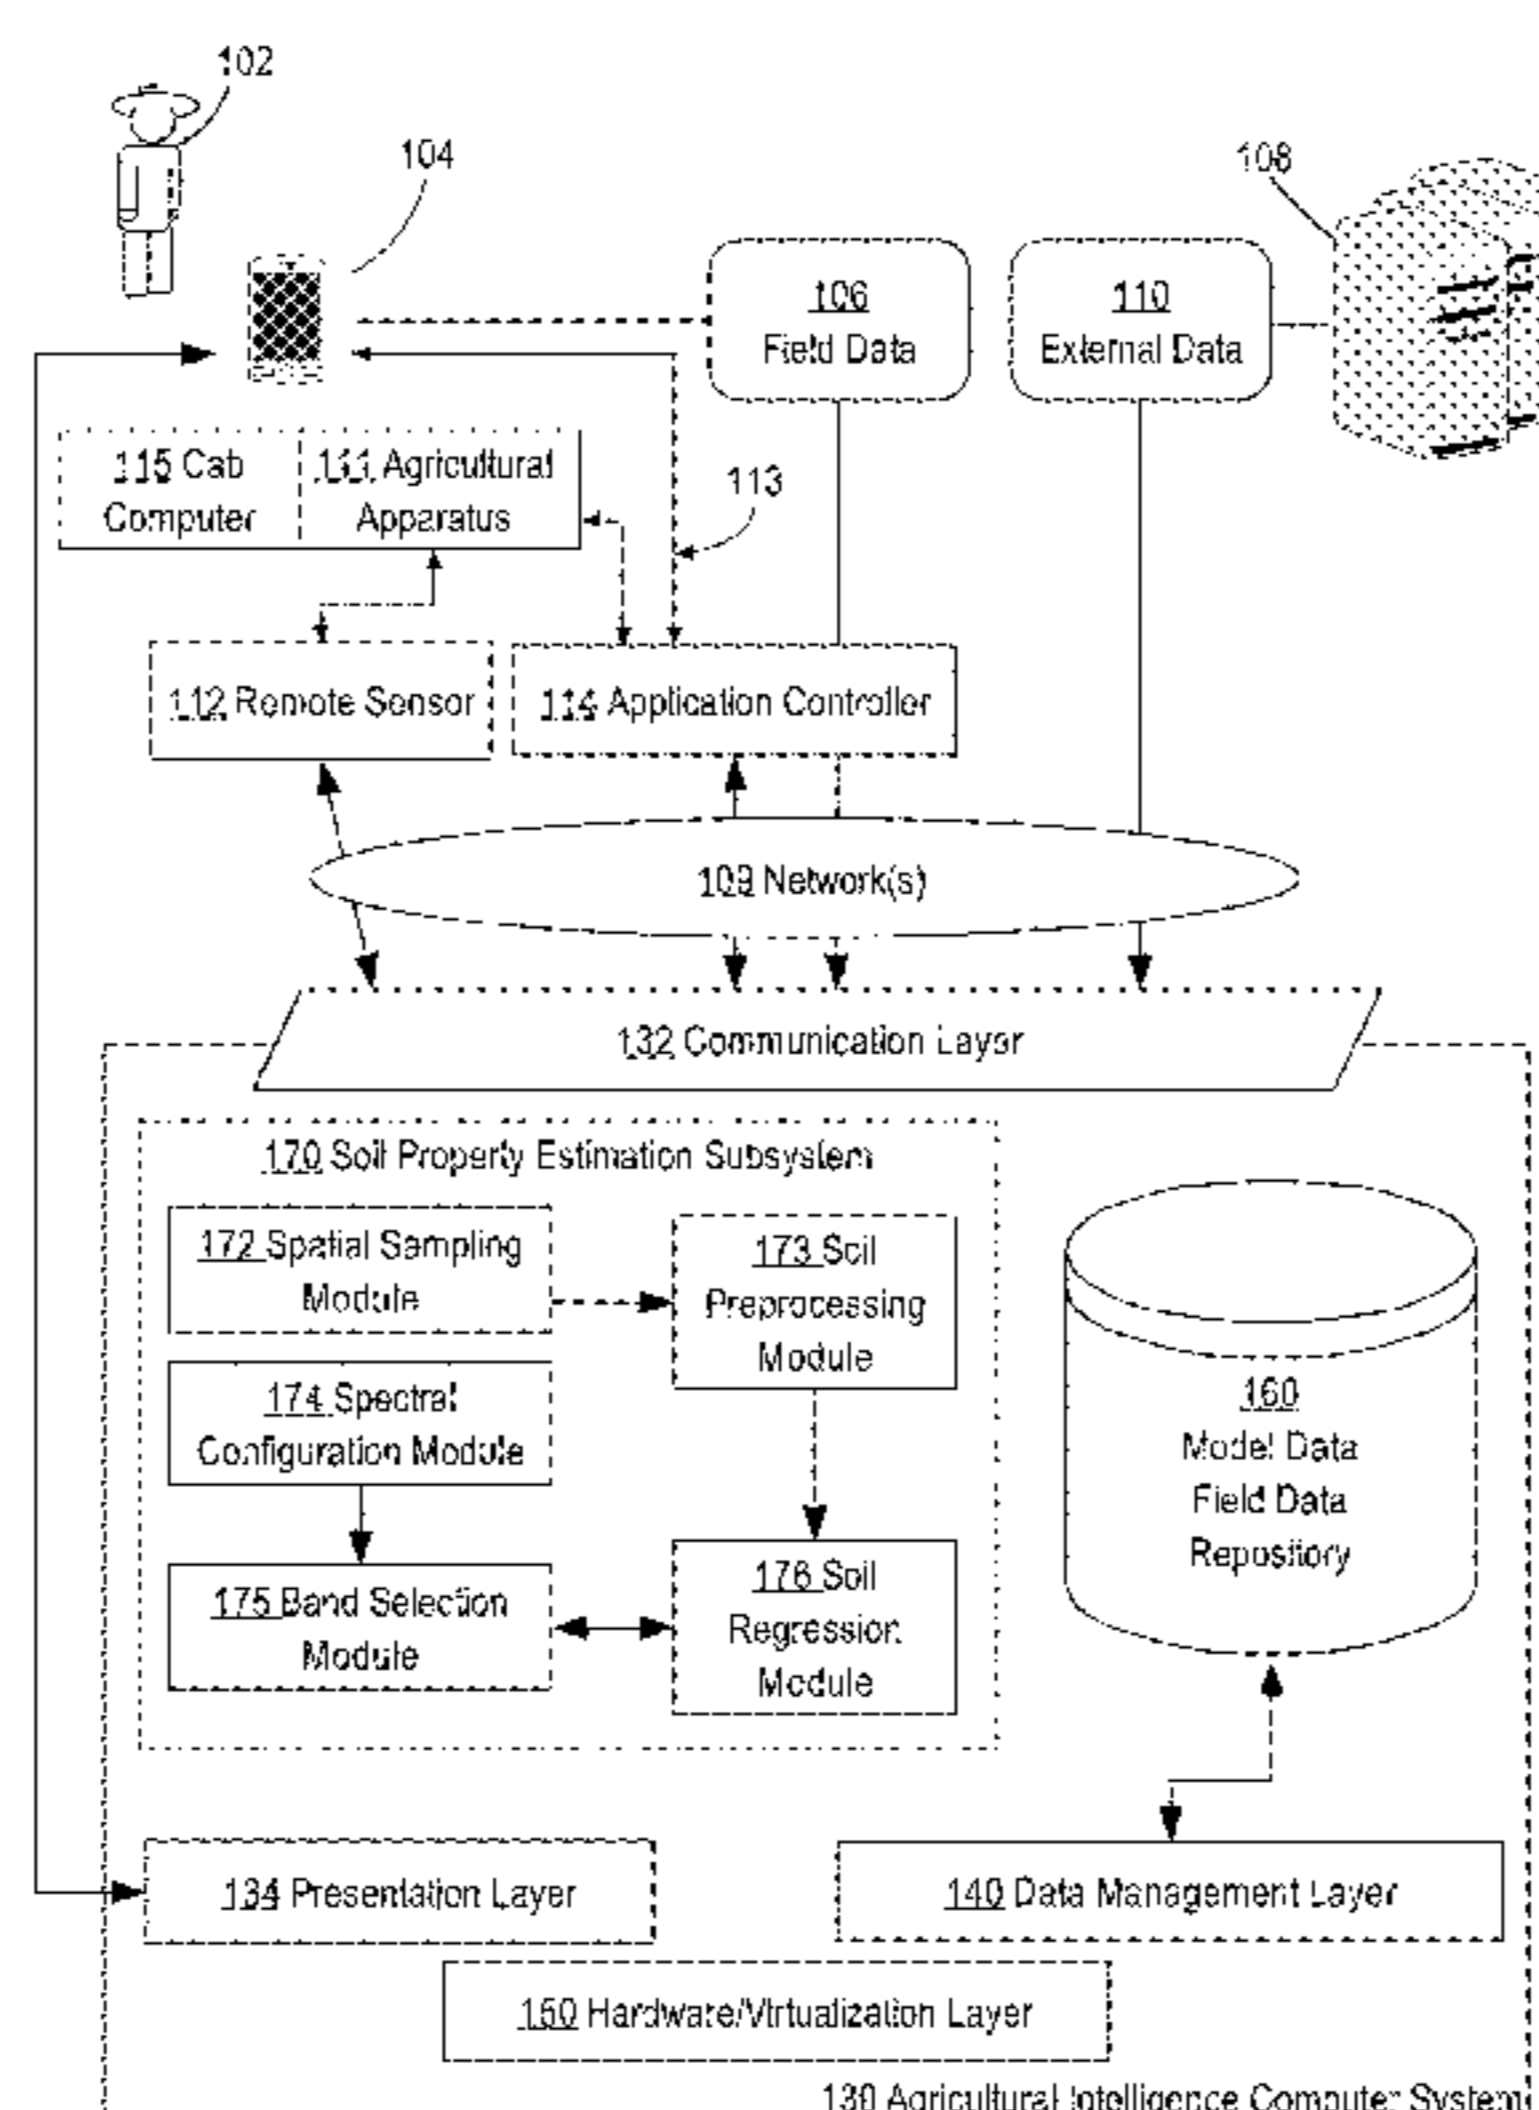 102
104
108
106
Field Data
110
External Data
115 Cab
Computer
111 Agricultural
Apparatus
113
112 Remote Sensor
114 Application Controller
109 Network(s)
132 Communication Layer
170 Soil Property Estimation Subsystem
172 Spatial Sampling
Module
173 Soil
Preprocessing
Module
174 Spectral
Configuration Module
175 Band Selection
Module
176 Soil
Regression
Module
160
Model Data
Field Data
Repository
134 Presentation Layer
140 Data Management Layer
150 Hardware/Virtualization Layer
130 Agricultural Intelligence Computer System